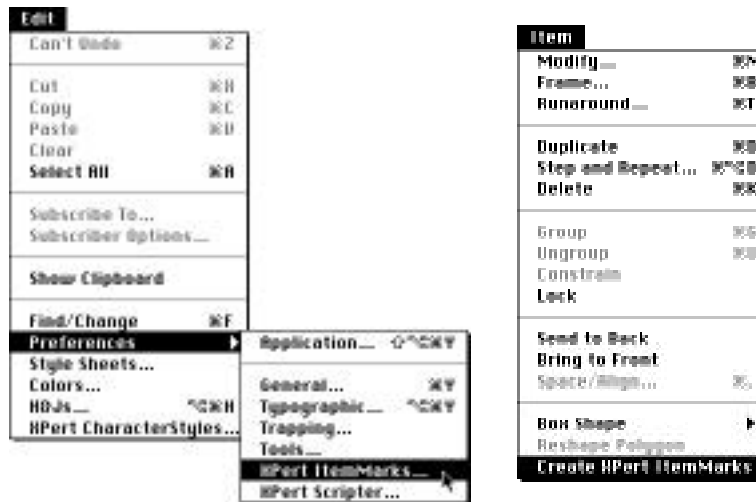 Edit
Can't Undo ⌘Z
Cut ⌘X
Copy ⌘C
Paste ⌘V
Clear
Select All ⌘A
Subscribe To...
Subscriber Options...
Show Clipboard
Find/Change ⌘F
Preferences
Style Sheets...
Colors...
H&Js... ⌥⌘H
XPert CharacterStyles...
Application... ⇧⌥⌘Y
General... ⌘Y
Typographic... ⌥⌘Y
Trapping...
Tools...
XPert ItemMarks...
XPert Scripter...
Item
Modify... ⌘M
Frame... ⌘B
Runaround... ⌘T
Duplicate ⌘D
Step and Repeat... ⌥⌘D
Delete ⌘K
Group ⌘G
Ungroup ⌘U
Constrain
Lock
Send to Back
Bring to Front
Space/Align... ⌘,
Box Shape
Reshape Polygon
Create XPert ItemMarks